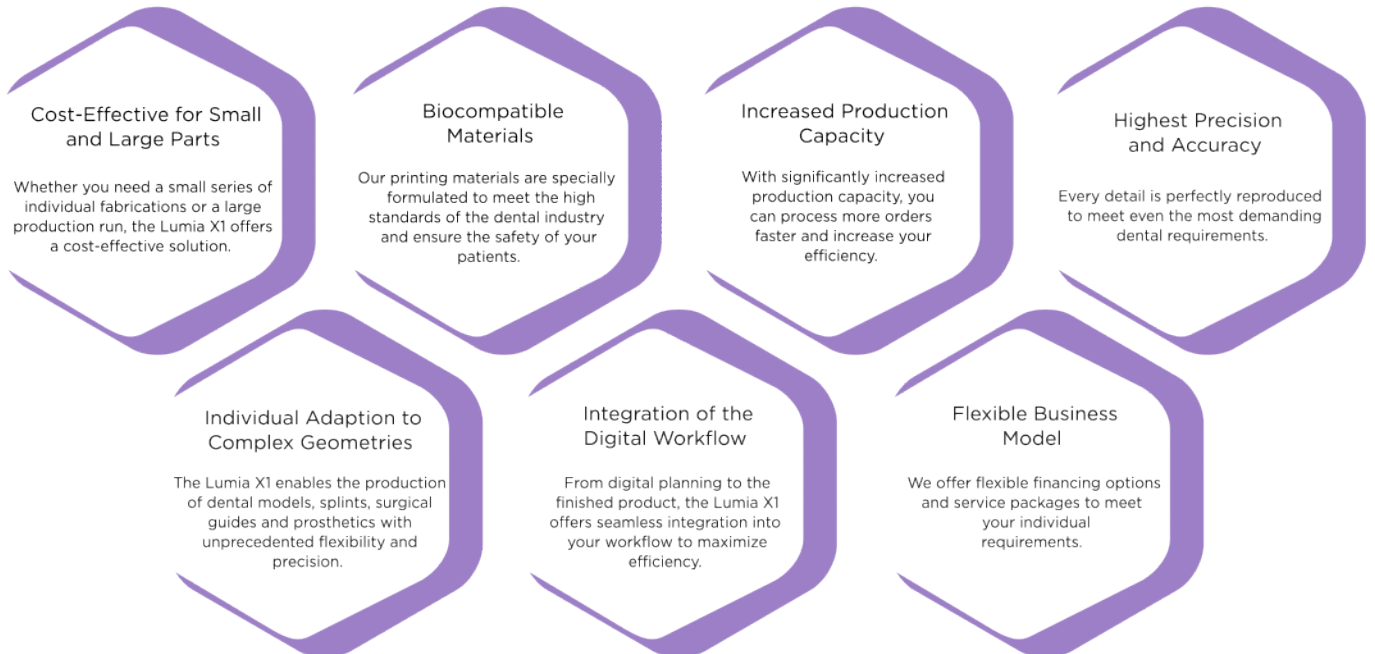 Cost-Effective for Small
and Large Parts
Whether you need a small series of
individual fabrications or a large
production run, the Lumia X1 offers
a cost-effective solution.
Biocompatible
Materials
Our printing materials are specially
formulated to meet the high
standards of the dental industry
and ensure the safety of your
patients.
Increased Production
Capacity
With significantly increased
production capacity, you
can process more orders
faster and increase your
efficiency.
Highest Precision
and Accuracy
Every detail is perfectly reproduced
to meet even the most demanding
dental requirements.
Individual Adaption to
Complex Geometries
The Lumia X1 enables the production
of dental models, splints, surgical
guides and prosthetics with
unprecedented flexibility and
precision.
Integration of the
Digital Workflow
From digital planning to the
finished product, the Lumia X1
offers seamless integration into
your workflow to maximize
efficiency.
Flexible Business
Model
We offer flexible financing options
and service packages to meet
your individual
requirements.